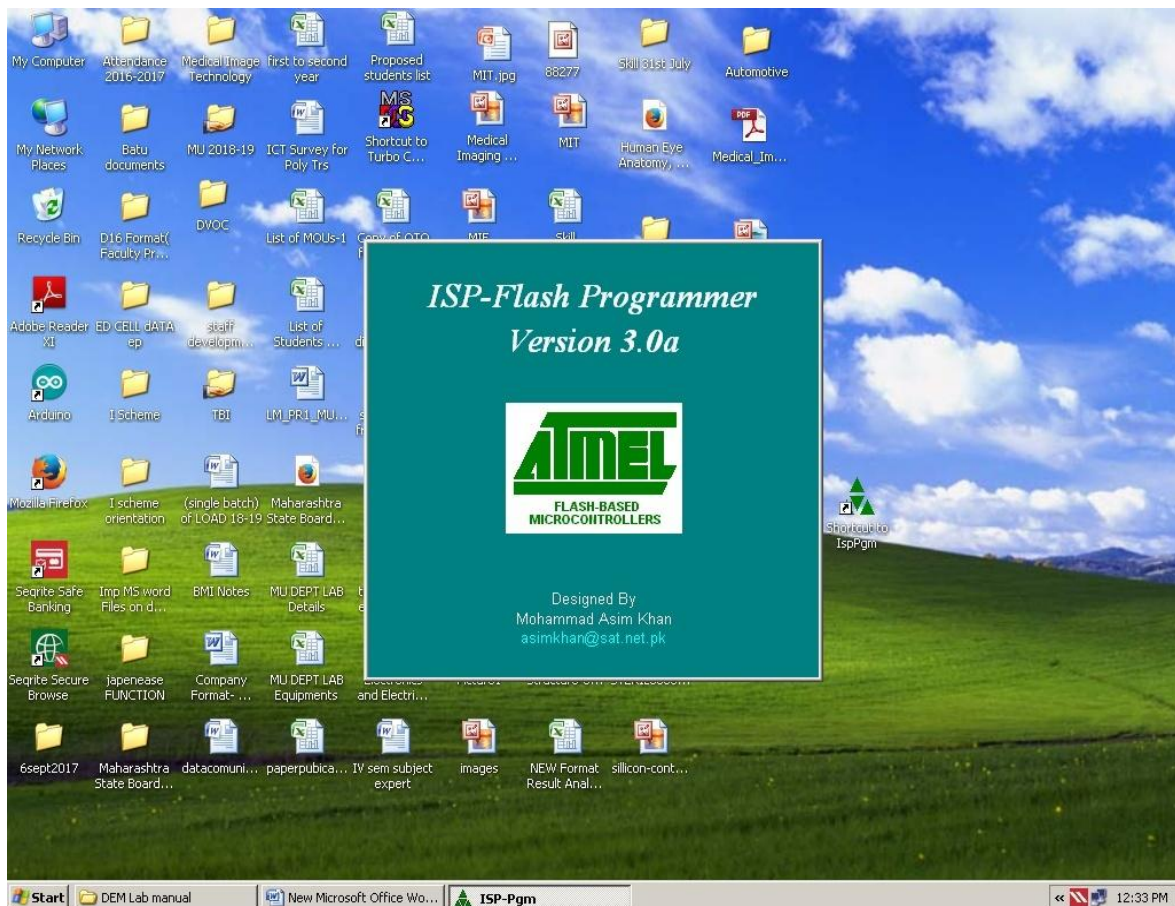 My Computer
Attendance
2016-2017
Medical Image
Technology
first to second
year
Proposed
students list
MIT.jpg
88277
Skill 31st July
Automotive
My Network
Places
Batu
documents
MU 2018-19
ICT Survey for
Poly Trs
MS
Shortcut to
Turbo C...
Medical
Imaging ...
MIT
Human Eye
Anatomy, ...
PDF
Medical_Im...
Recycle Bin
D16 Format(
Faculty Pr...
DVOC
List of MOUs-1
Copy of OTO
MIE
Skill
Adobe Reader
XI
ED CELL dATA
ep
staff
developm...
List of
Students ...
Arduino
I Scheme
TBI
LM_PR1_MU...
Mozilla Firefox
I scheme
orientation
(single batch)
of LOAD 18-19
Maharashtra
State Board...
Seqrite Safe
Banking
Imp MS word
Files on d...
BMI Notes
MU DEPT LAB
Details
Seqrite Secure
Browse
japenease
FUNCTION
Company
Format- ...
MU DEPT LAB
Equipments
and Electri...
6sept2017
Maharashtra
State Board...
datacomuni...
paperpubica...
IV sem subject
expert
images
NEW Format
Result Anal...
sillicon-cont...
ISP-Flash Programmer
Version 3.0a
ATMEL
FLASH-BASED
MICROCONTROLLERS
Designed By
Mohammad Asim Khan
asimkhan@sat.net.pk
Shortcut to
IspPgm
Start
DEM Lab manual
New Microsoft Office Wo...
ISP-Pgm
12:33 PM